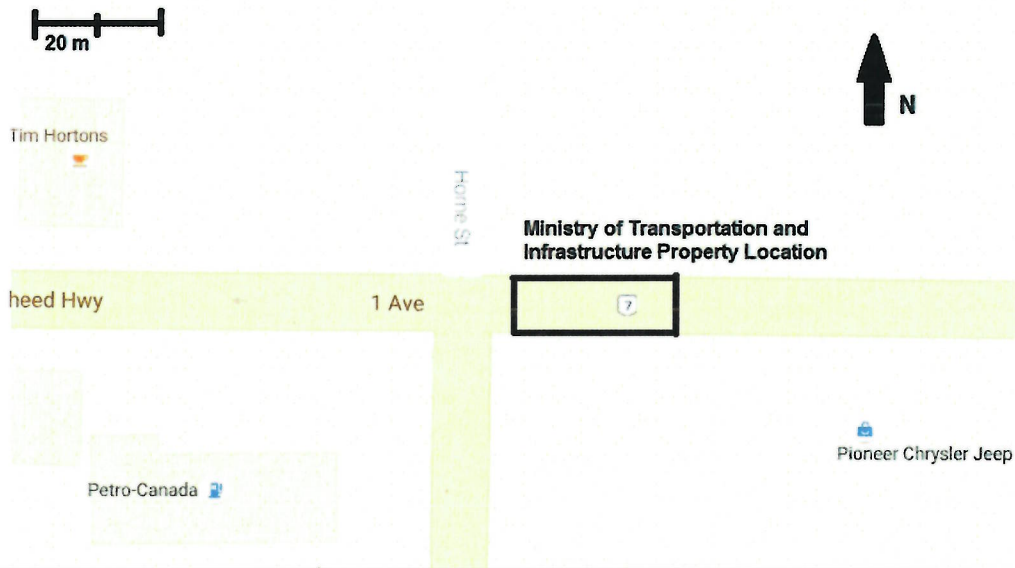 20 m
N
Tim Hortons
Horne St
Ministry of Transportation and
Infrastructure Property Location
heed Hwy
1 Ave
7
Pioneer Chrysler Jeep
Petro-Canada